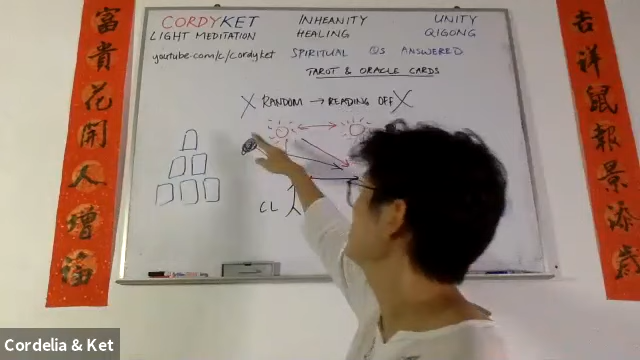 富貴花開人增福
CORDYKET INHEANITY UNITY
LIGHT MEDITATION HEALING QIGONG
youtube.com/c/cordyket SPIRITUAL QS ANSWERED
TAROT & ORACLE CARDS
X RANDOM → READING OFF X
CL
吉祥鼠報景添歲
Cordelia & Ket